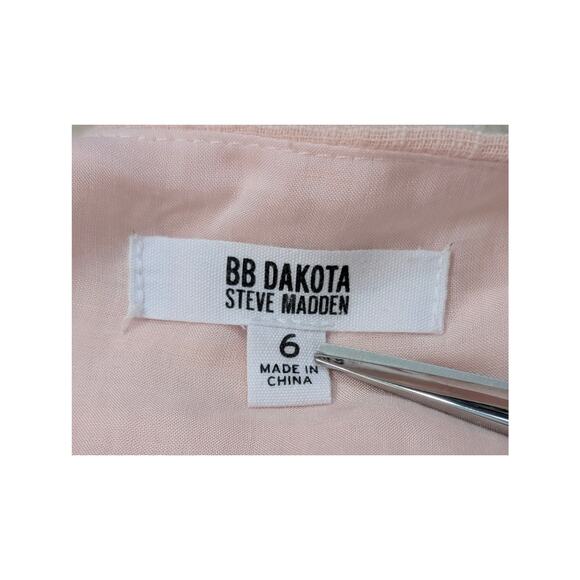 BB DAKOTA
STEVE MADDEN
6
MADE IN
CHINA